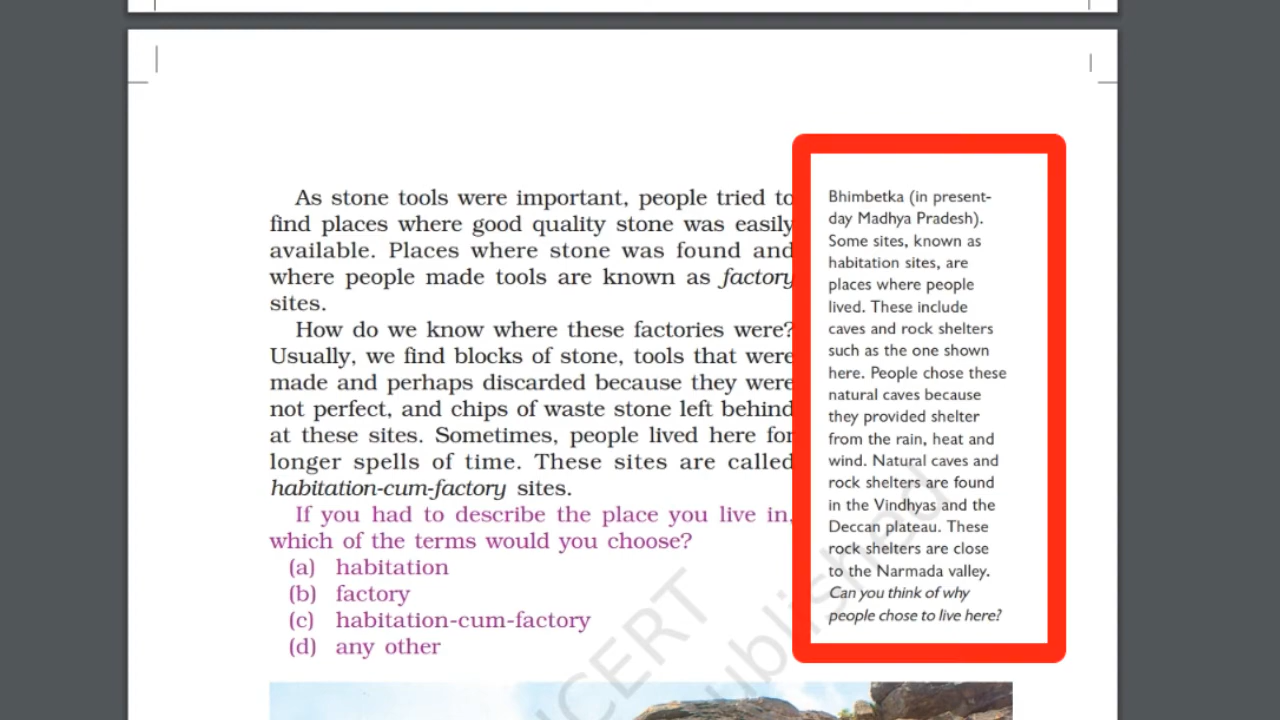 As stone tools were important, people tried to
find places where good quality stone was easily
available. Places where stone was found and
where people made tools are known as factory
sites.
How do we know where these factories were?
Usually, we find blocks of stone, tools that were
made and perhaps discarded because they were
not perfect, and chips of waste stone left behind
at these sites. Sometimes, people lived here for
longer spells of time. These sites are called
habitation-cum-factory sites.
If you had to describe the place you live in,
which of the terms would you choose?
(a) habitation
(b) factory
(c) habitation-cum-factory
(d) any other
Bhimbetka (in present-
day Madhya Pradesh).
Some sites, known as
habitation sites, are
places where people
lived. These include
caves and rock shelters
such as the one shown
here. People chose these
natural caves because
they provided shelter
from the rain, heat and
wind. Natural caves and
rock shelters are found
in the Vindhyas and the
Deccan plateau. These
rock shelters are close
to the Narmada valley.
Can you think of why
people chose to live here?
NCERT
published